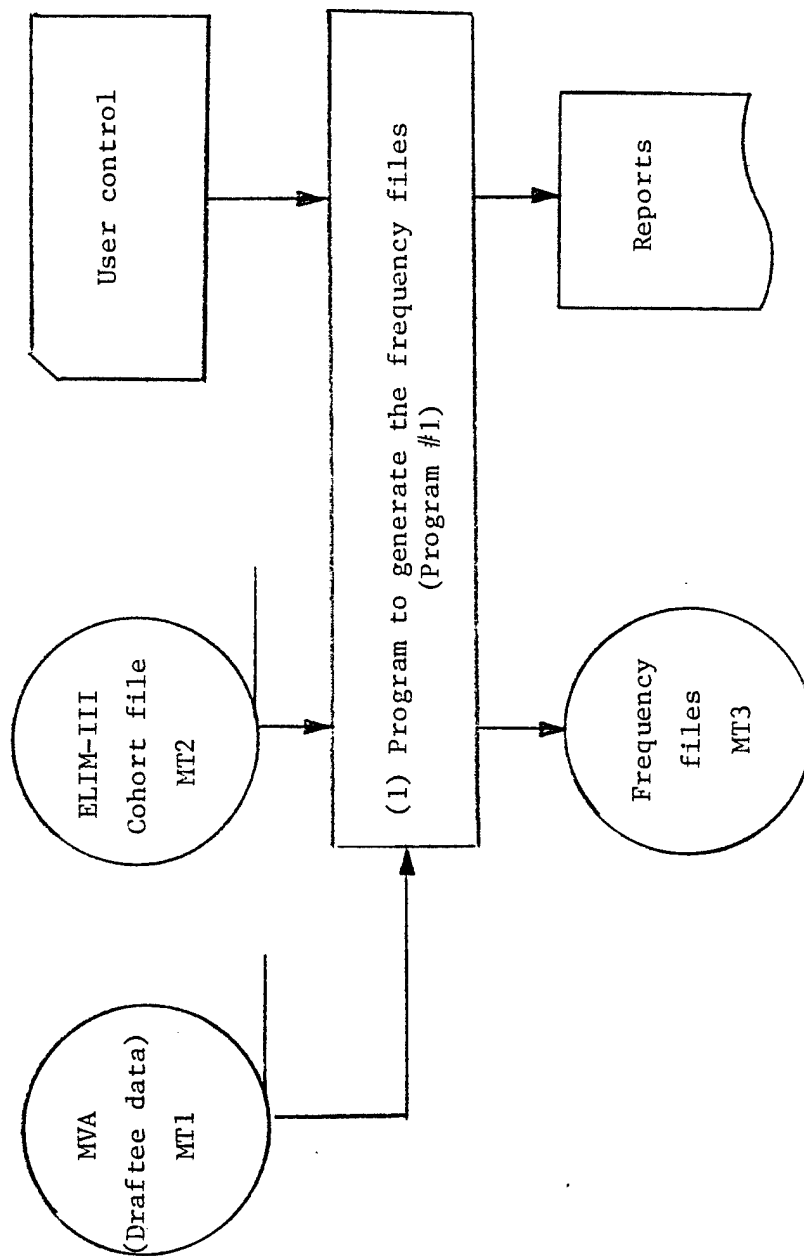 MVA
(Draftee data)
MT1
ELIM-III
Cohort file
MT2
User control
(1) Program to generate the frequency files
(Program #1)
Frequency
files
MT3
Reports